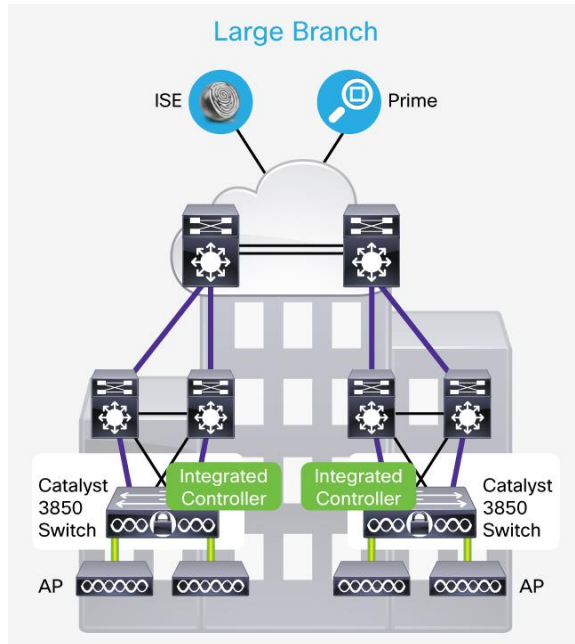 Large Branch
ISE
Prime
Integrated
Controller
Integrated
Controller
Catalyst
3850
Switch
Catalyst
3850
Switch
AP
AP